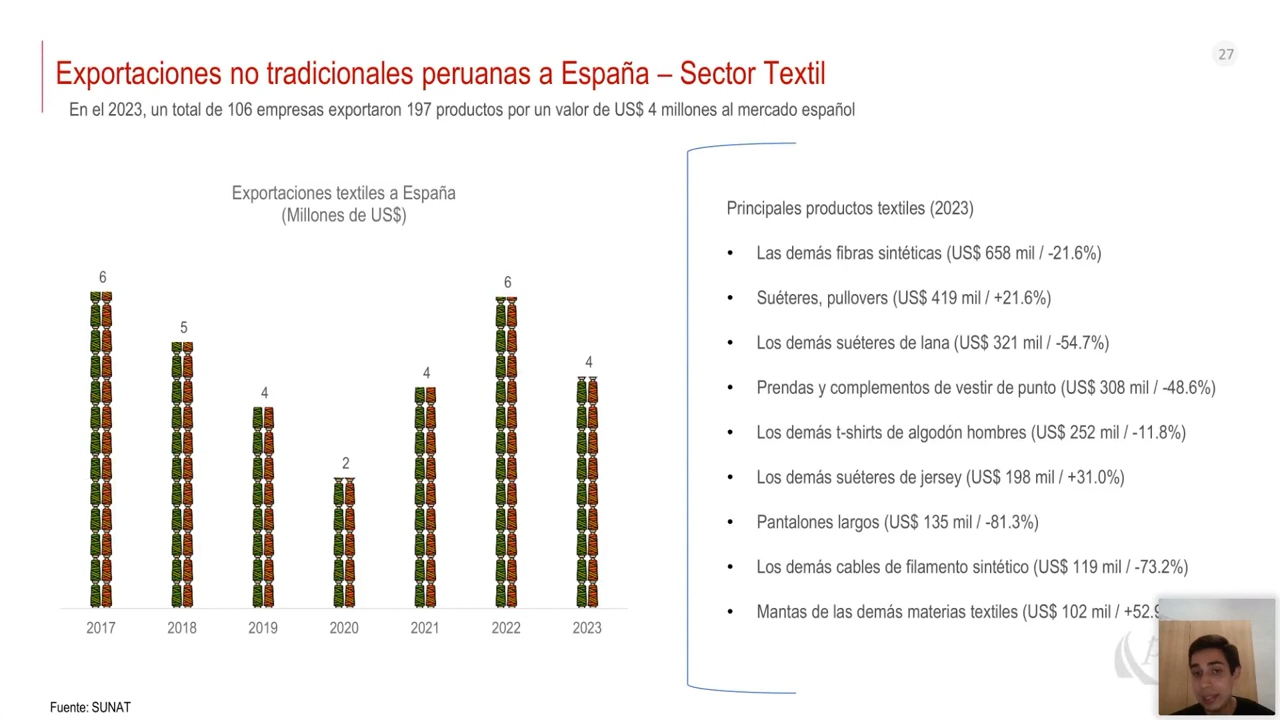 27
Exportaciones no tradicionales peruanas a España – Sector Textil
En el 2023, un total de 106 empresas exportaron 197 productos por un valor de US$ 4 millones al mercado español
Exportaciones textiles a España
(Millones de US$)
6
5
4
2
4
6
4
2017
2018
2019
2020
2021
2022
2023
Principales productos textiles (2023)
• Las demás fibras sintéticas (US$ 658 mil / -21.6%)
• Suéteres, pullovers (US$ 419 mil / +21.6%)
• Los demás suéteres de lana (US$ 321 mil / -54.7%)
• Prendas y complementos de vestir de punto (US$ 308 mil / -48.6%)
• Los demás t-shirts de algodón hombres (US$ 252 mil / -11.8%)
• Los demás suéteres de jersey (US$ 198 mil / +31.0%)
• Pantalones largos (US$ 135 mil / -81.3%)
• Los demás cables de filamento sintético (US$ 119 mil / -73.2%)
• Mantas de las demás materias textiles (US$ 102 mil /
Fuente: SUNAT